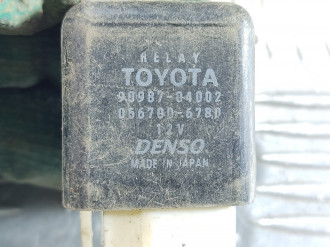 RELAY
TOYOTA
90987-04002
056700-6780
12V
DENSO
MADE IN JAPAN